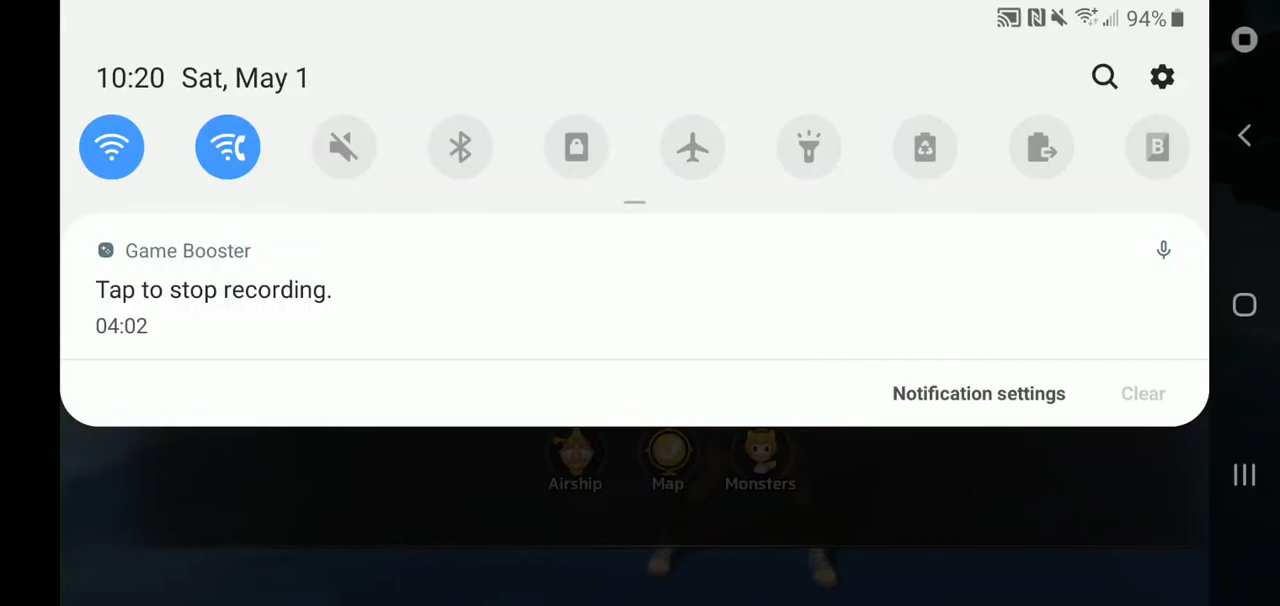 94%
10:20 Sat, May 1
B
Game Booster
Tap to stop recording.
04:02
Notification settings Clear
Airship Map Monsters